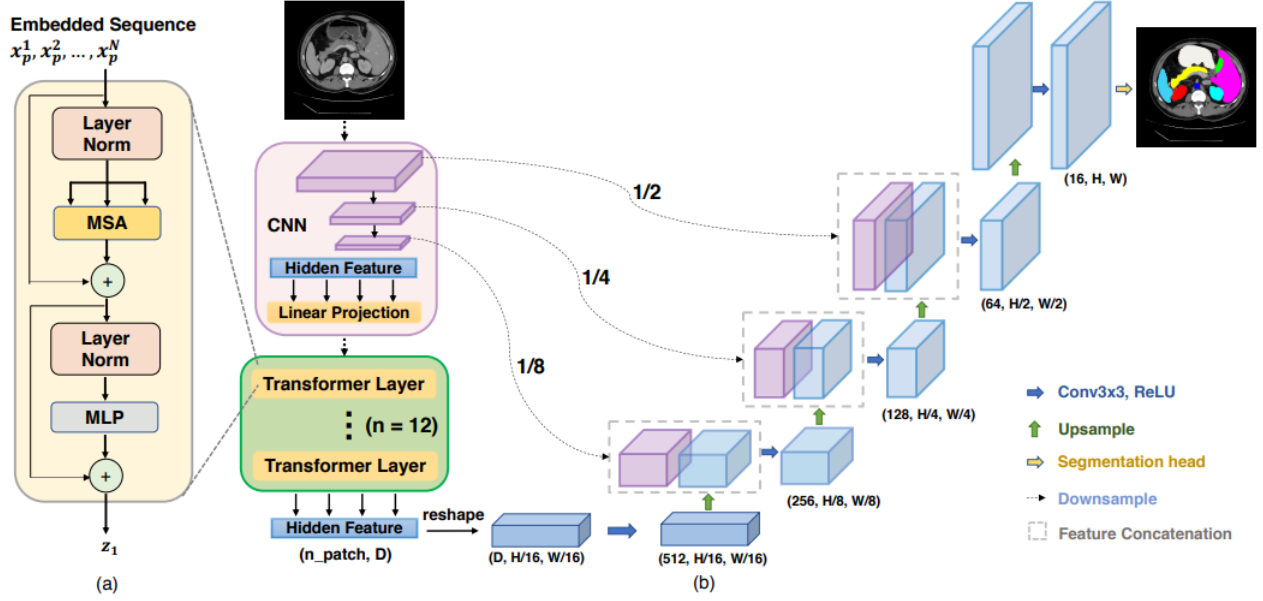 Embedded Sequence
x_p^1, x_p^2, ..., x_p^N
Layer
Norm
MSA
+
Layer
Norm
MLP
+
z_1
(a)
CNN
Hidden Feature
Linear Projection
Transformer Layer
(n = 12)
Transformer Layer
Hidden Feature
(n_patch, D)
reshape
(D, H/16, W/16)
(512, H/16, W/16)
(b)
1/2
1/4
1/8
(256, H/8, W/8)
(128, H/4, W/4)
(64, H/2, W/2)
(16, H, W)
Conv3x3, ReLU
Upsample
Segmentation head
Downsample
Feature Concatenation